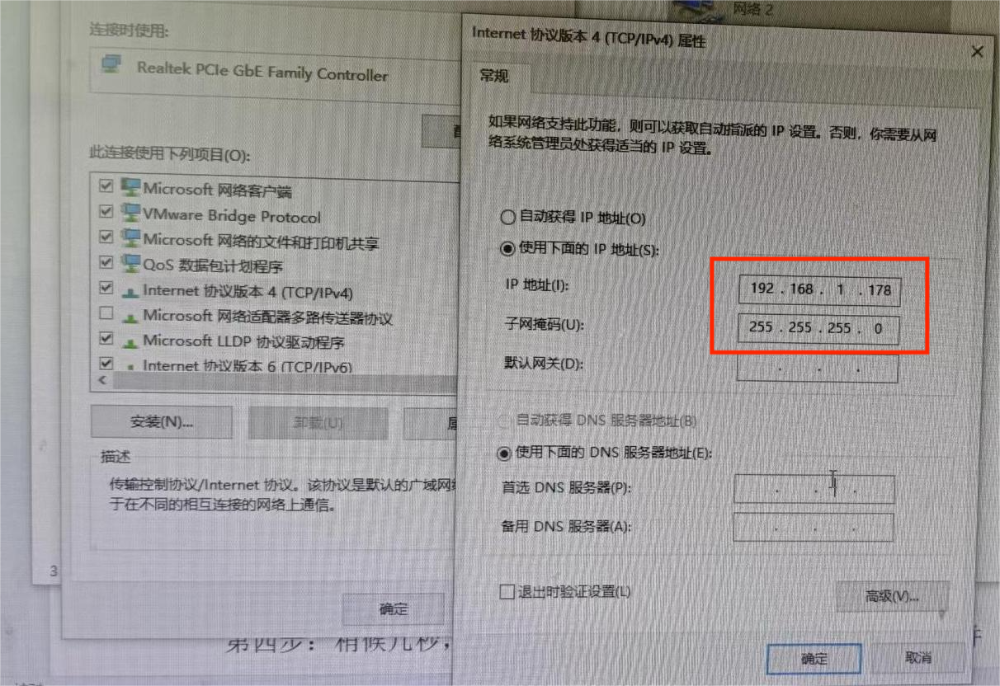 网络 2
连接时使用:
Realtek PCIe GbE Family Controller
此连接使用下列项目(O):
Microsoft 网络客户端
VMware Bridge Protocol
Microsoft 网络的文件和打印机共享
QoS 数据包计划程序
Internet 协议版本 4 (TCP/IPv4)
Microsoft 网络适配器多路传送器协议
Microsoft LLDP 协议驱动程序
Internet 协议版本 6 (TCP/IPv6)
安装(N)...
卸载(U)
描述
传输控制协议/Internet 协议。该协议是默认的广域网
于在不同的相互连接的网络上通信。
3
确定
第四步：稍候几秒，
Internet 协议版本 4 (TCP/IPv4) 属性
常规
如果网络支持此功能，则可以获取自动指派的 IP 设置。否则，你需要从网
络系统管理员处获得适当的 IP 设置。
自动获得 IP 地址(O)
使用下面的 IP 地址(S):
IP 地址(I):
192 . 168 . 1 . 178
子网掩码(U):
255 . 255 . 255 . 0
默认网关(D):
自动获得 DNS 服务器地址(B)
使用下面的 DNS 服务器地址(E):
首选 DNS 服务器(P):
备用 DNS 服务器(A):
退出时验证设置(L)
高级(V)...
确定
取消